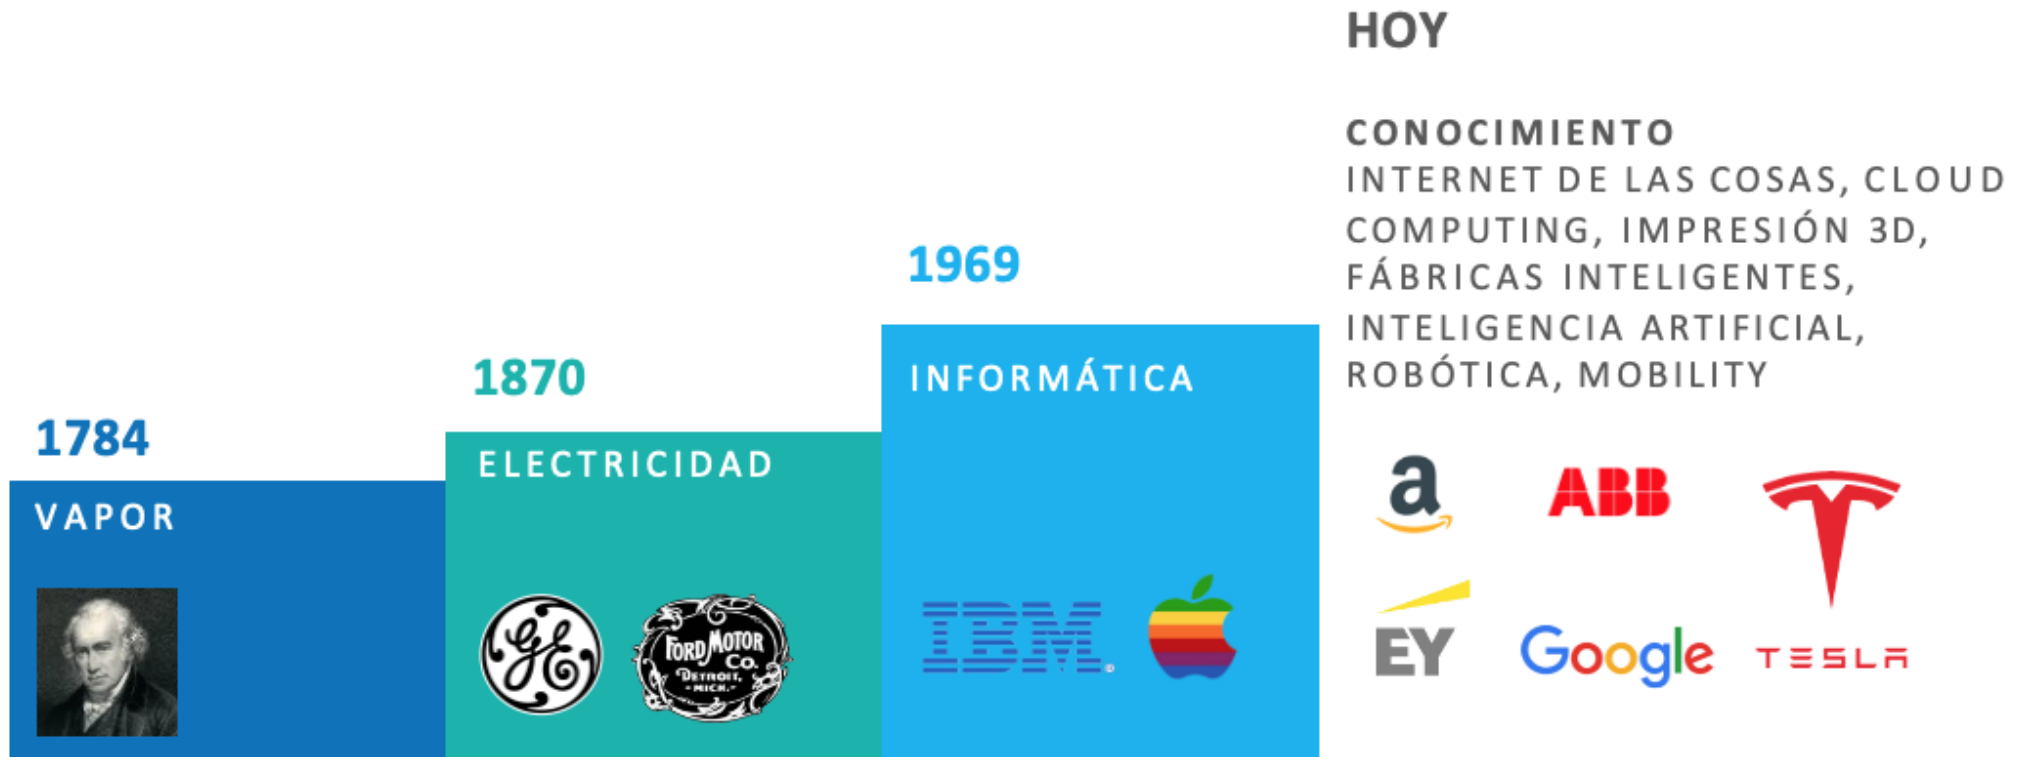 1784
VAPOR
1870
ELECTRICIDAD
GE
FORD MOTOR
Co.
DETROIT,
- MICH.-
1969
INFORMÁTICA
IBM®
HOY
CONOCIMIENTO
INTERNET DE LAS COSAS, CLOUD
COMPUTING, IMPRESIÓN 3D,
FÁBRICAS INTELIGENTES,
INTELIGENCIA ARTIFICIAL,
ROBÓTICA, MOBILITY
a
ABB
EY
Google
TESLA